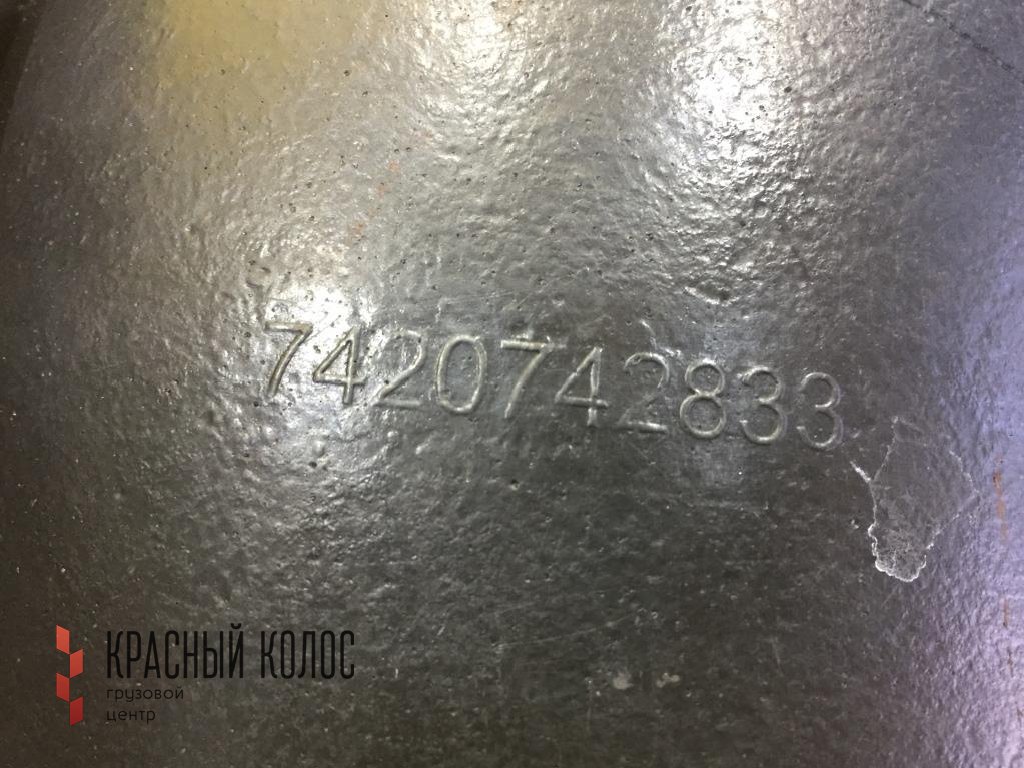 7420742833
КРАСНЫЙ КОЛОС
грузовой
центр